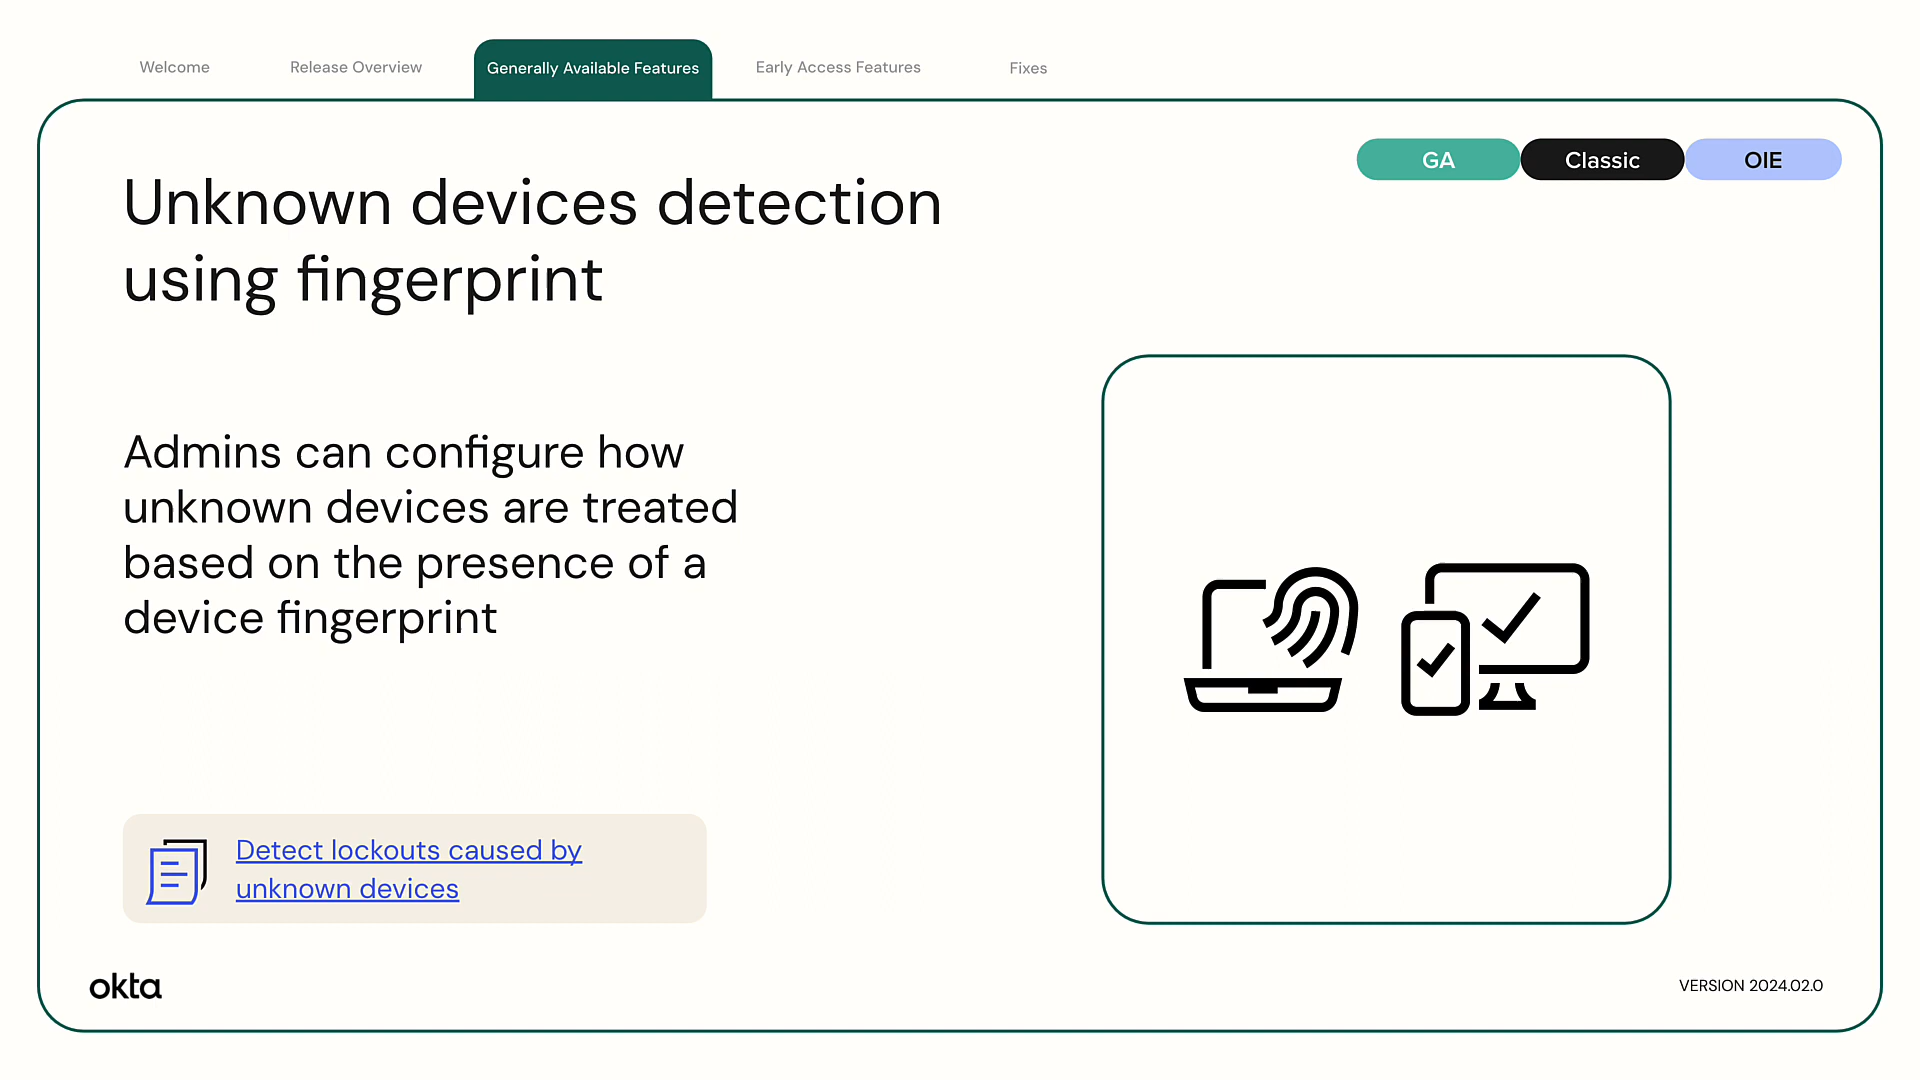 Welcome
Release Overview
Generally Available Features
Early Access Features
Fixes
GA
Classic
OIE
Unknown devices detection
using fingerprint
Admins can configure how
unknown devices are treated
based on the presence of a
device fingerprint
Detect lockouts caused by
unknown devices
okta
VERSION 2024.02.0